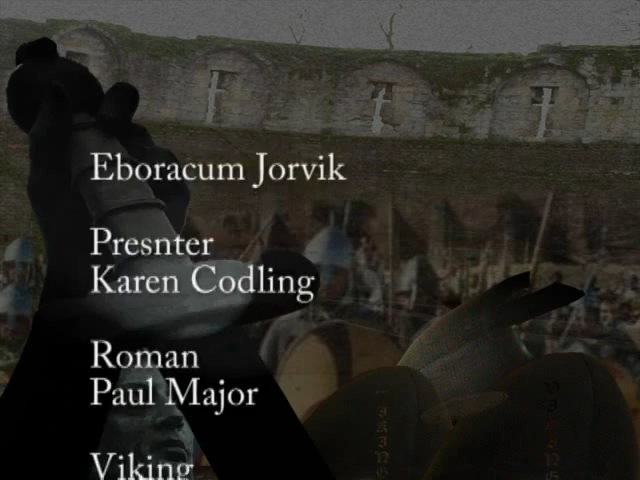 Eboracum Jorvik
Presnter
Karen Codling
Roman
Paul Major
Viking